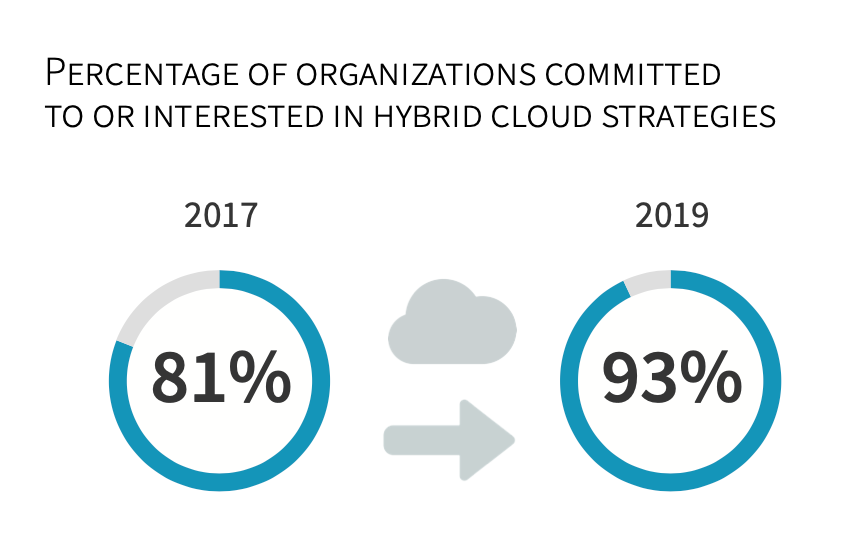 Percentage of organizations committed
to or interested in hybrid cloud strategies
2017
2019
81%
93%